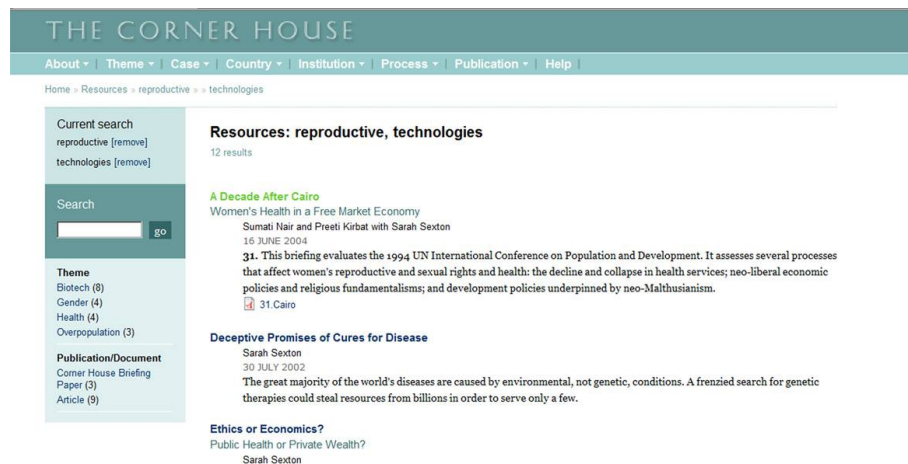 THE CORNER HOUSE
About | Theme | Case | Country | Institution | Process | Publication | Help |
Home » Resources » reproductive » » technologies
Current search
reproductive [remove]
technologies [remove]
Search
go
Theme
Biotech (8)
Gender (4)
Health (4)
Overpopulation (3)
Publication/Document
Corner House Briefing
Paper (3)
Article (9)
Resources: reproductive, technologies
12 results
A Decade After Cairo
Women's Health in a Free Market Economy
Sumati Nair and Preeti Kirbat with Sarah Sexton
16 JUNE 2004
31. This briefing evaluates the 1994 UN International Conference on Population and Development. It assesses several processes
that affect women's reproductive and sexual rights and health: the decline and collapse in health services; neo-liberal economic
policies and religious fundamentalisms; and development policies underpinned by neo-Malthusianism.
31.Cairo
Deceptive Promises of Cures for Disease
Sarah Sexton
30 JULY 2002
The great majority of the world's diseases are caused by environmental, not genetic, conditions. A frenzied search for genetic
therapies could steal resources from billions in order to serve only a few.
Ethics or Economics?
Public Health or Private Wealth?
Sarah Sexton